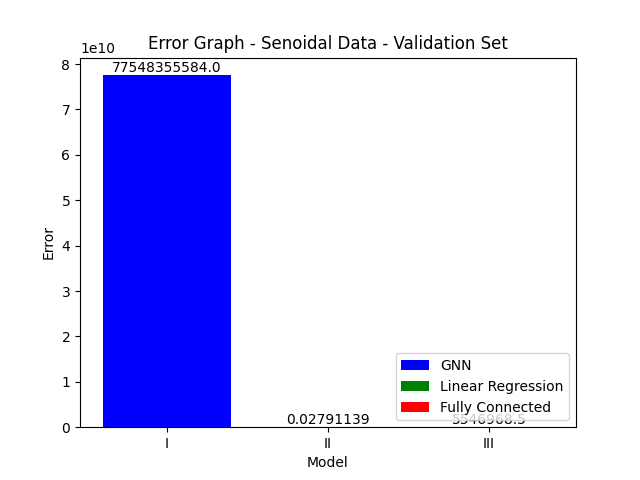 Error Graph - Senoidal Data - Validation Set
1e10
77548355584.0
8
7
6
5
4
3
2
1
0
Error
GNN
Linear Regression
Fully Connected
0.02791139
5546968.5
I
II
III
Model